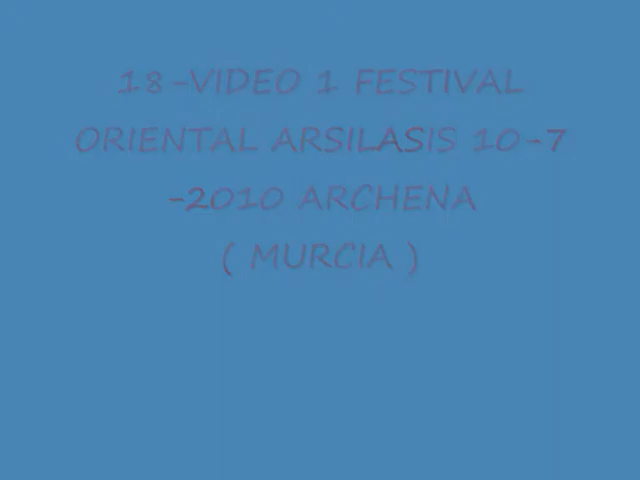 18-VIDEO 1 FESTIVAL
ORIENTAL ARSILASIS 10-7
-2010 ARCHENA
( MURCIA )